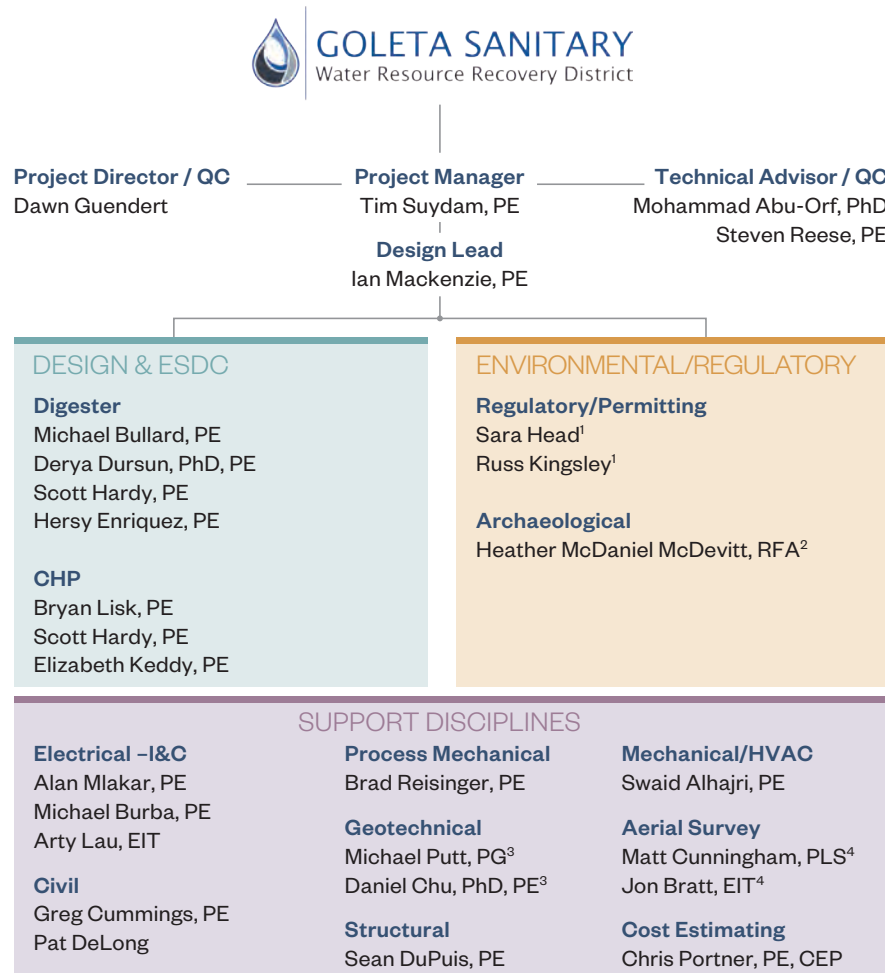 GOLETA SANITARY
Water Resource Recovery District
Project Director / QC
Dawn Guendert
Project Manager
Tim Suydam, PE
Technical Advisor / QC
Mohammad Abu-Orf, PhD
Steven Reese, PE
Design Lead
Ian Mackenzie, PE
DESIGN & ESDC
Digester
Michael Bullard, PE
Derya Dursun, PhD, PE
Scott Hardy, PE
Hersy Enriquez, PE
CHP
Bryan Lisk, PE
Scott Hardy, PE
Elizabeth Keddy, PE
ENVIRONMENTAL/REGULATORY
Regulatory/Permitting
Sara Head¹
Russ Kingsley¹
Archaeological
Heather McDaniel McDevitt, RFA²
SUPPORT DISCIPLINES
Electrical –I&C
Alan Mlakar, PE
Michael Burba, PE
Arty Lau, EIT
Civil
Greg Cummings, PE
Pat DeLong
Process Mechanical
Brad Reisinger, PE
Geotechnical
Michael Putt, PG³
Daniel Chu, PhD, PE³
Structural
Sean DuPuis, PE
Mechanical/HVAC
Swaid Alhajri, PE
Aerial Survey
Matt Cunningham, PLS⁴
Jon Bratt, EIT⁴
Cost Estimating
Chris Portner, PE, CEP